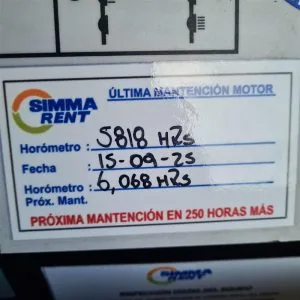 SIMMA
RENT
ÚLTIMA MANTENCIÓN MOTOR
Horómetro : 5818 HRS
Fecha : 15-09-25
Horómetro : 6,068 HRS
Próx. Mant.
PRÓXIMA MANTENCIÓN EN 250 HORAS MÁS
SIMMA